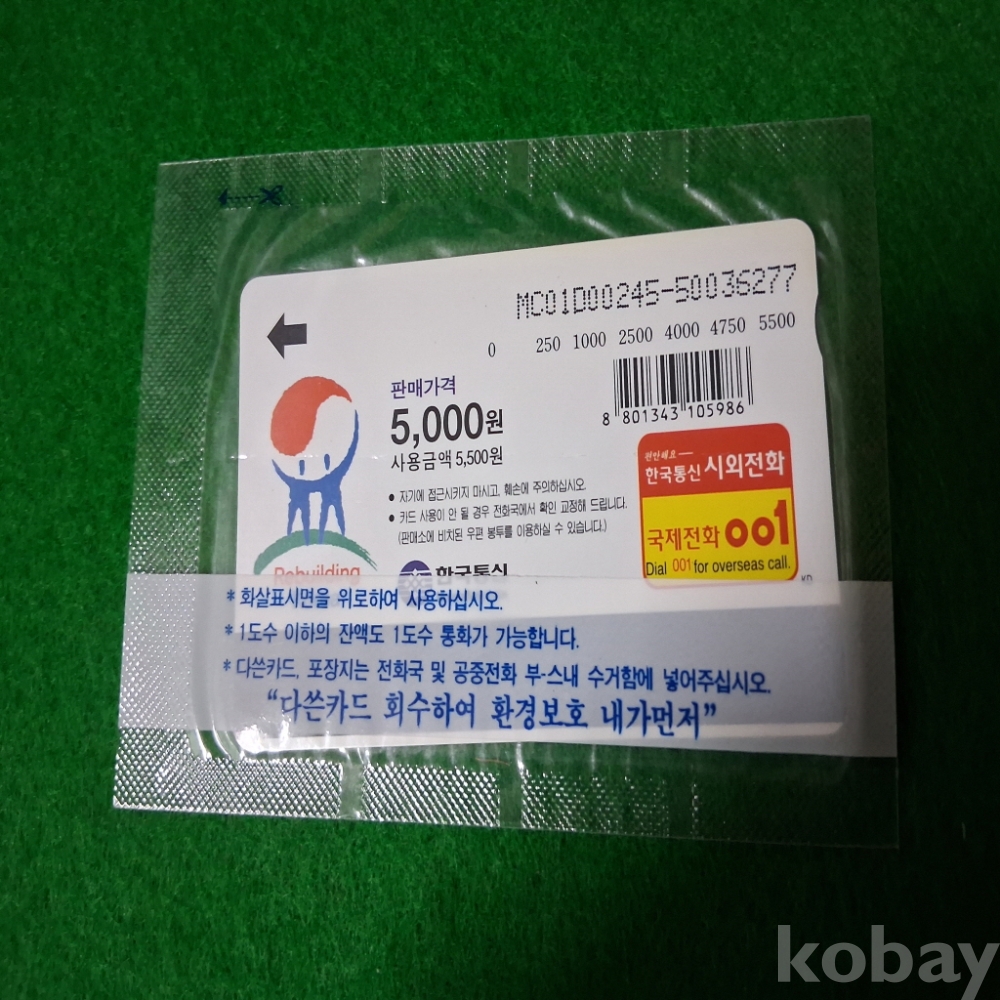 MC01D00245-50036277
0 250 1000 2500 4000 4750 5500
판매가격
5,000원
사용금액 5,500원
8 801343 105986
● 자기에 접근시키지 마시고, 훼손에 주의하십시오.
● 카드 사용이 안 될 경우 전화국에서 확인 교정해 드립니다.
(판매소에 비치된 우편 봉투를 이용하실 수 있습니다.)
한국통신 시외전화
국제전화 001
Dial 001 for overseas call.
Rebuilding
한국통신
* 화살표시면을 위로하여 사용하십시오.
* 1도수 이하의 잔액도 1도수 통화가 가능합니다.
* 다쓴카드, 포장지는 전화국 및 공중전화 부-스내 수거함에 넣어주십시오.
“다쓴카드 회수하여 환경보호 내가먼저”
kobay